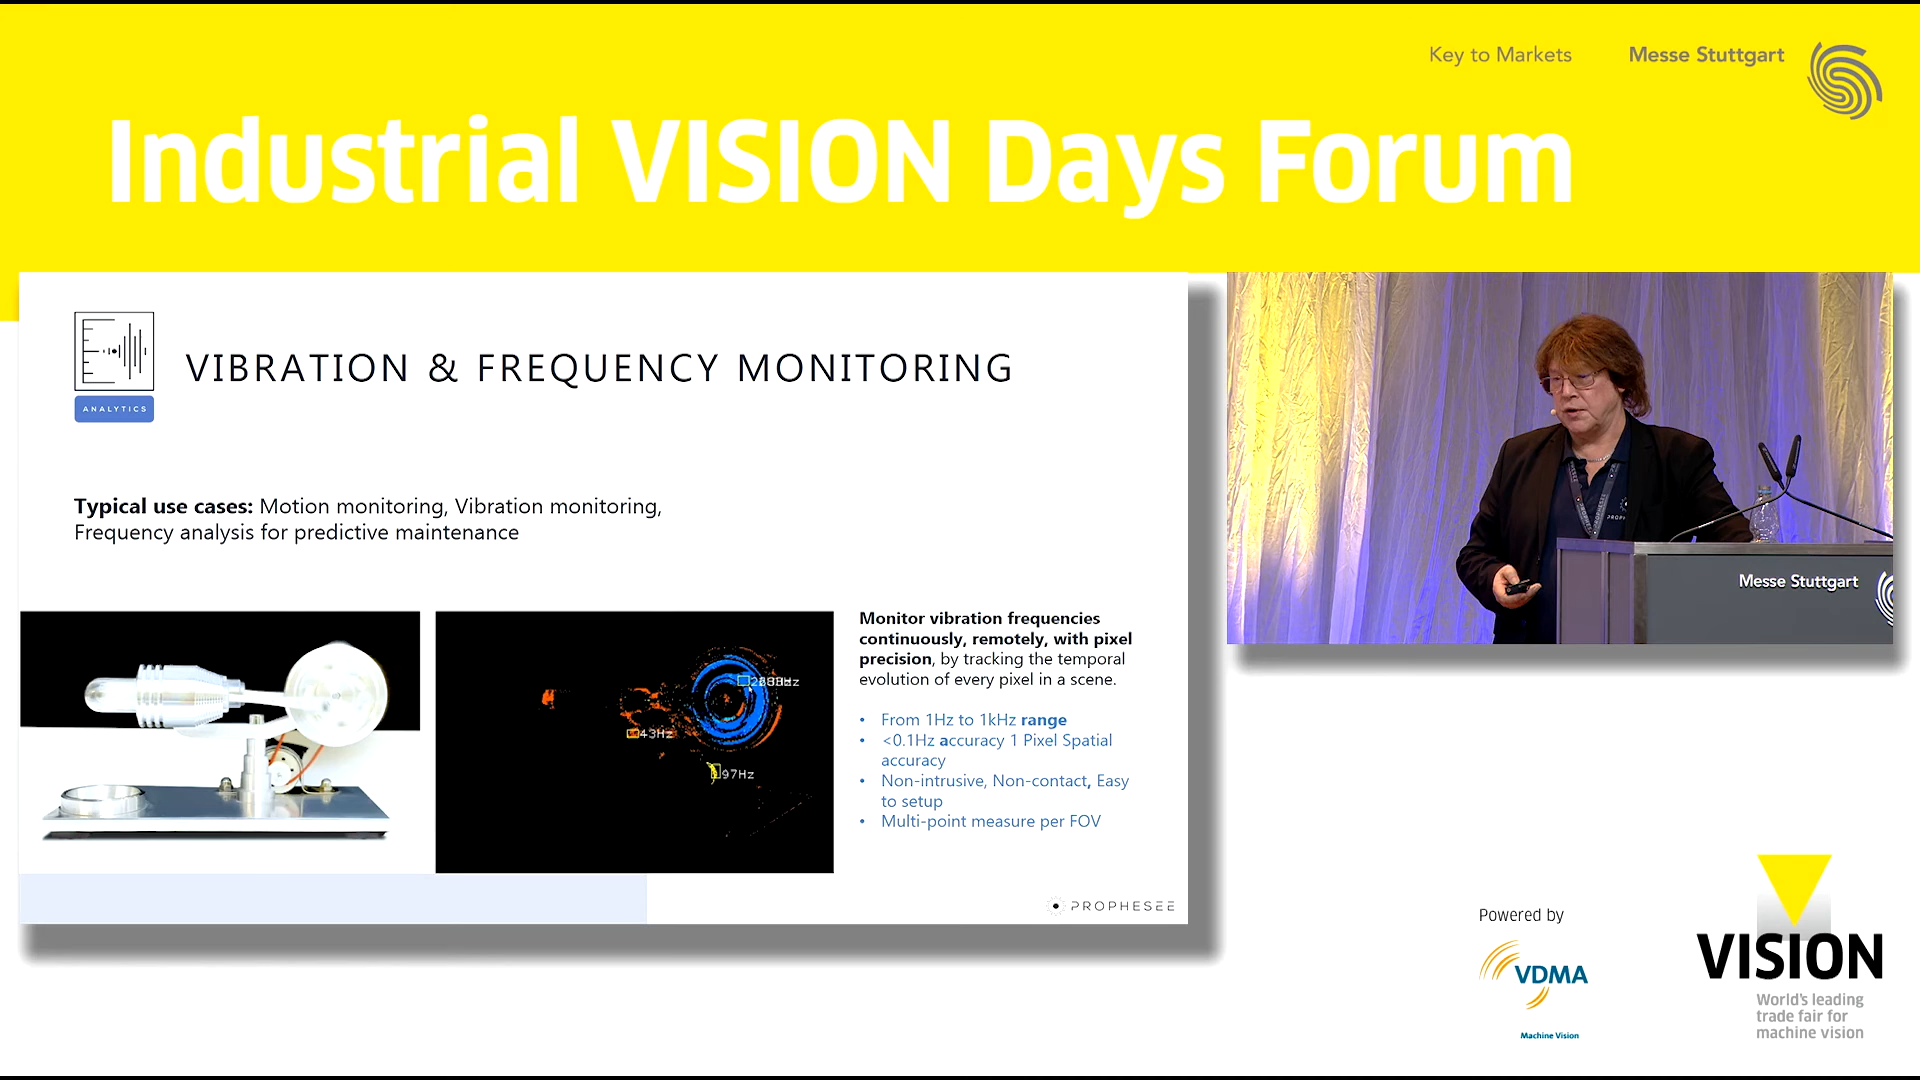 Key to Markets
Messe Stuttgart
Industrial VISION Days Forum
ANALYTICS
VIBRATION & FREQUENCY MONITORING
Typical use cases: Motion monitoring, Vibration monitoring,
Frequency analysis for predictive maintenance
43Hz
97Hz
Monitor vibration frequencies
continuously, remotely, with pixel
precision, by tracking the temporal
evolution of every pixel in a scene.
• From 1Hz to 1kHz range
• <0.1Hz accuracy 1 Pixel Spatial
accuracy
• Non-intrusive, Non-contact, Easy
to setup
• Multi-point measure per FOV
PROPHESEE
Messe Stuttgart
Powered by
VDMA
Machine Vision
VISION
World's leading
trade fair for
machine vision